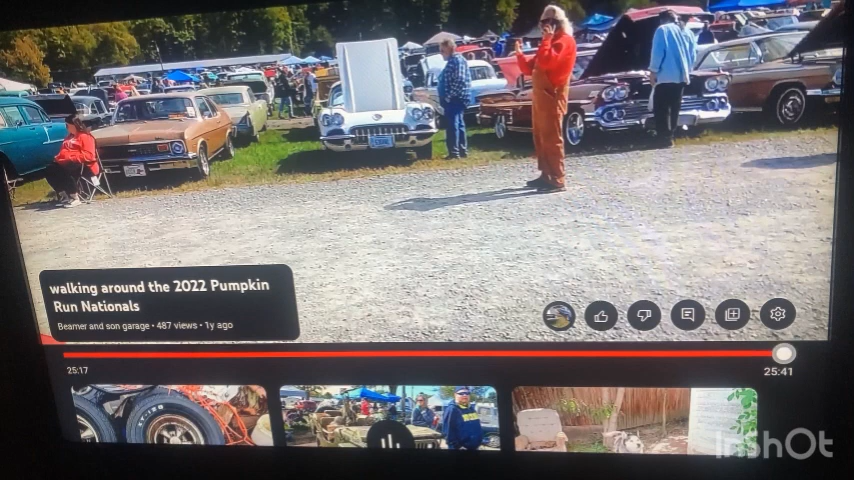 walking around the 2022 Pumpkin
Run Nationals
Beamer and son garage • 487 views • 1y ago
25:17
25:41
InShOt